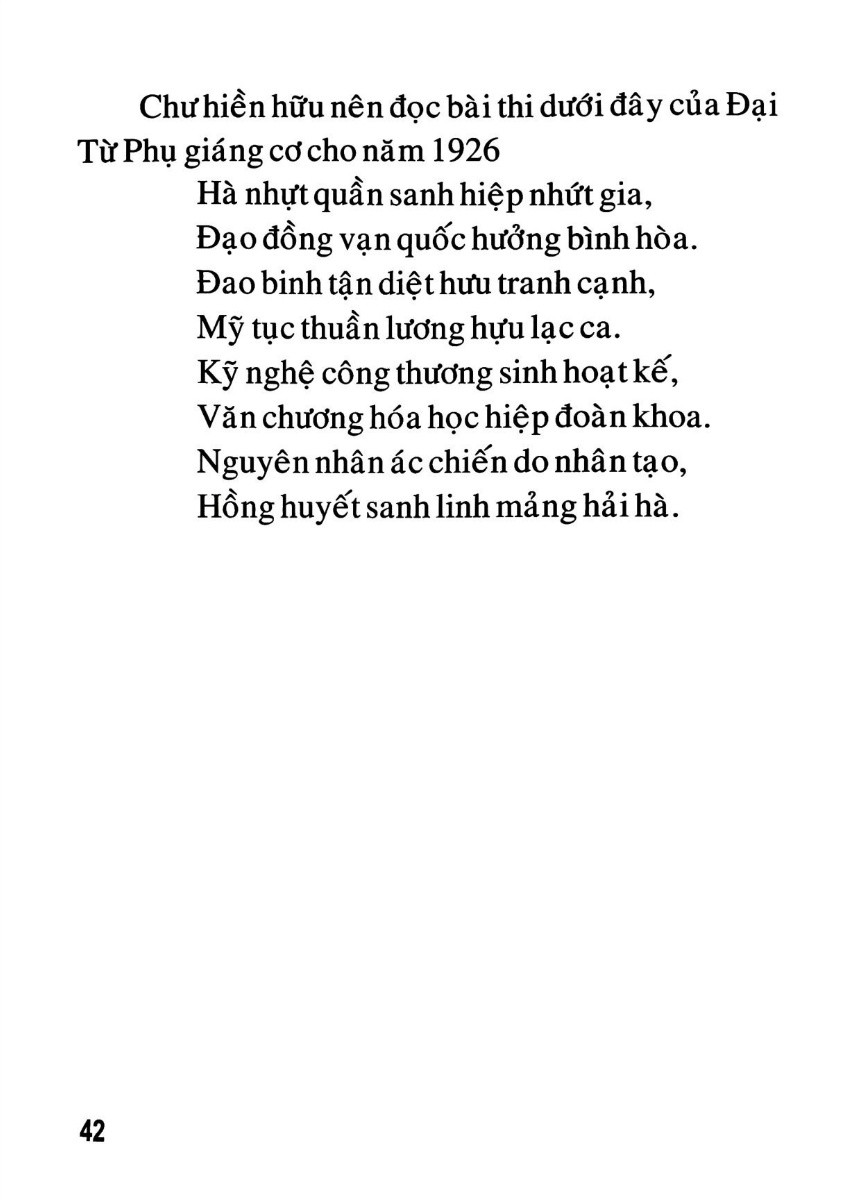 Chư hiền hữu nên đọc bài thi dưới đây của Đại
Từ Phụ giáng cơ cho năm 1926
Hà nhựt quần sanh hiệp nhứt gia,
Đạo đồng vạn quốc hưởng bình hòa.
Đao binh tận diệt hưu tranh cạnh,
Mỹ tục thuần lương hựu lạc ca.
Kỹ nghệ công thương sinh hoạt kế,
Văn chương hóa học hiệp đoàn khoa.
Nguyên nhân ác chiến do nhân tạo,
Hồng huyết sanh linh mảng hải hà.
42